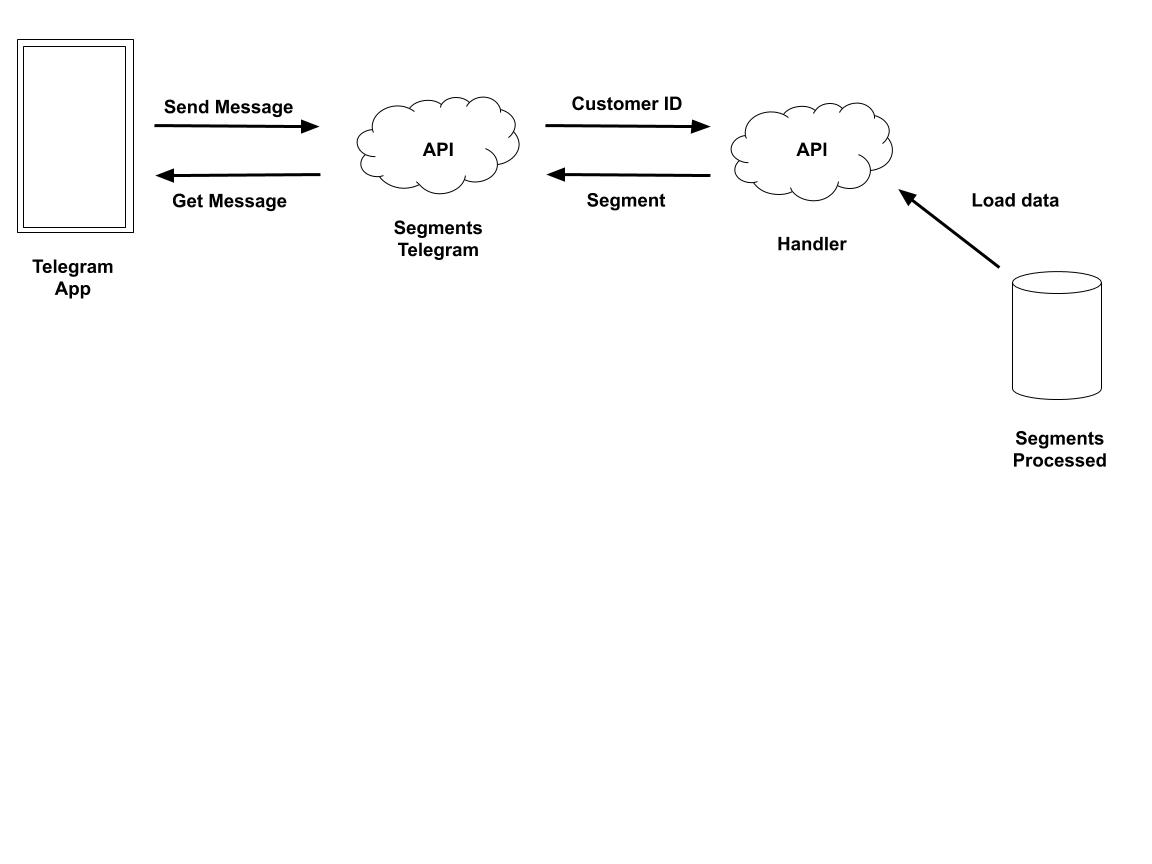 Send Message
Customer ID
API
API
Get Message
Segment
Load data
Segments
Telegram
Handler
Telegram
App
Segments
Processed